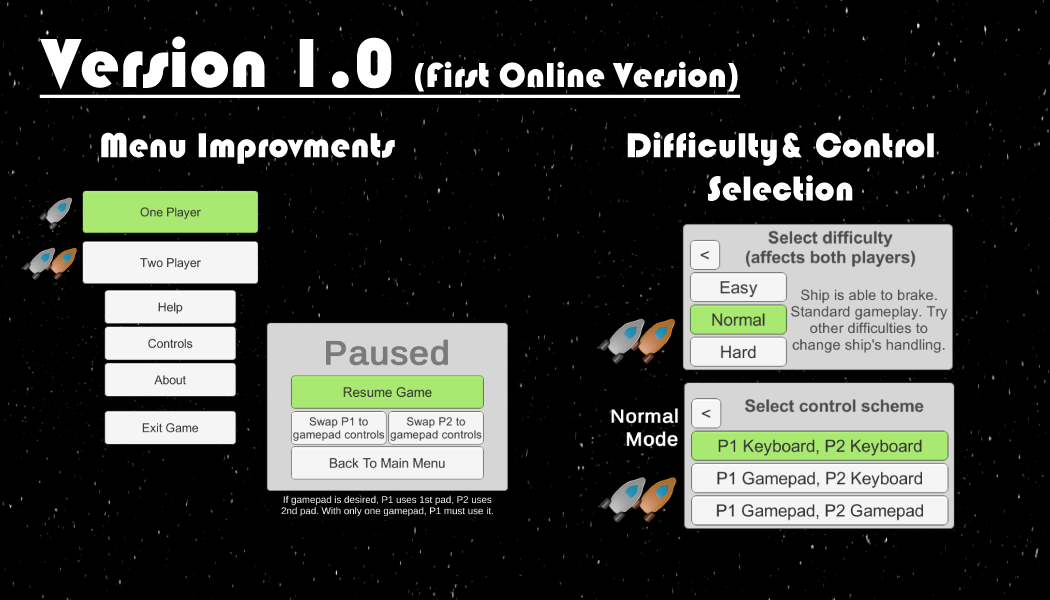 Version 1.0 (First Online Version)
Menu Improvments
One Player
Two Player
Help
Controls
About
Exit Game
Paused
Resume Game
Swap P1 to
gamepad controls
Swap P2 to
gamepad controls
Back To Main Menu
If gamepad is desired, P1 uses 1st pad, P2 uses
2nd pad. With only one gamepad, P1 must use it.
Difficulty & Control
Selection
<
Select difficulty
(affects both players)
Easy
Normal
Hard
Ship is able to brake.
Standard gameplay. Try
other difficulties to
change ship's handling.
Normal
Mode
<
Select control scheme
P1 Keyboard, P2 Keyboard
P1 Gamepad, P2 Keyboard
P1 Gamepad, P2 Gamepad